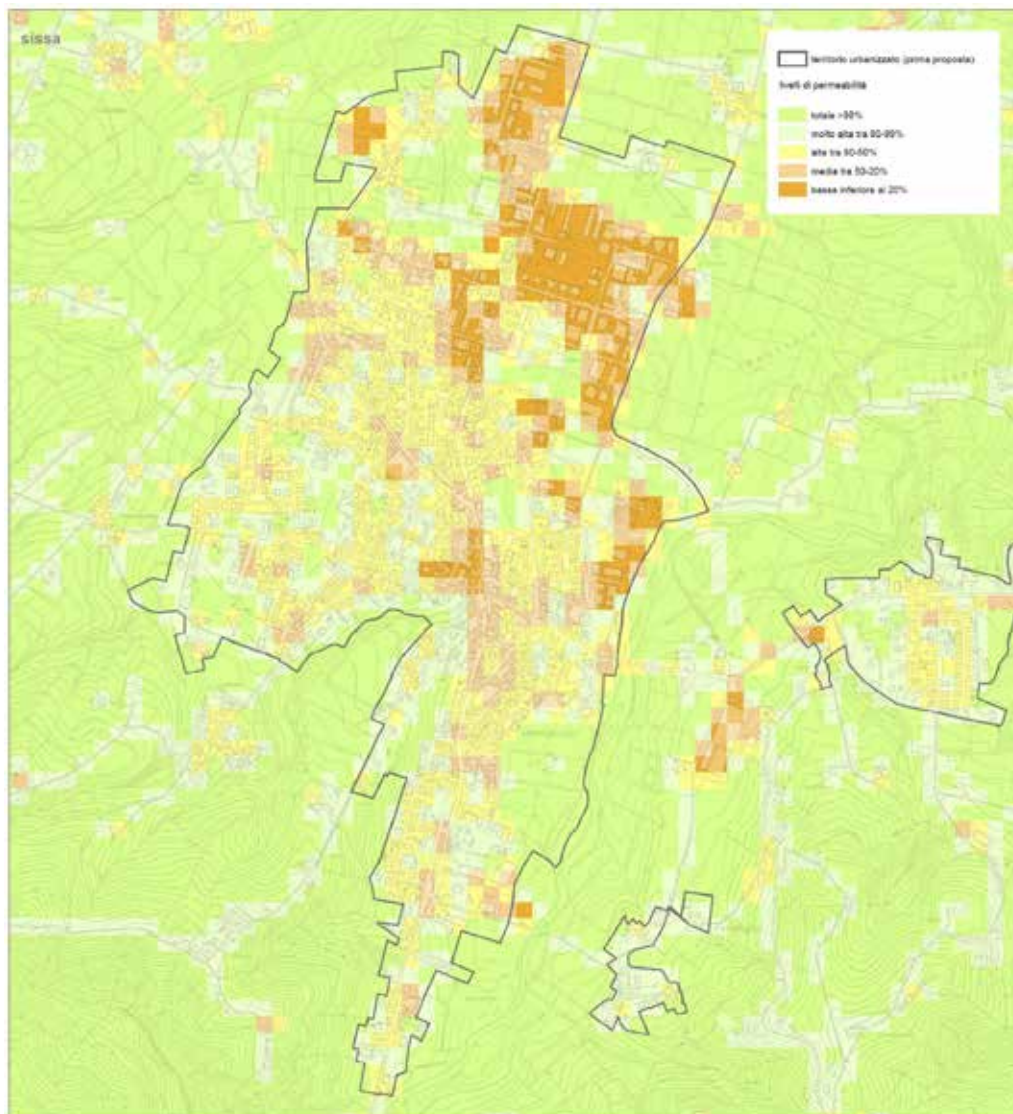 sissa
territorio urbanizzato (prima proposta)
livelli di permeabilità
totale >99%
molto alta tra 80-99%
alta tra 80-50%
media tra 50-20%
bassa inferiore al 20%